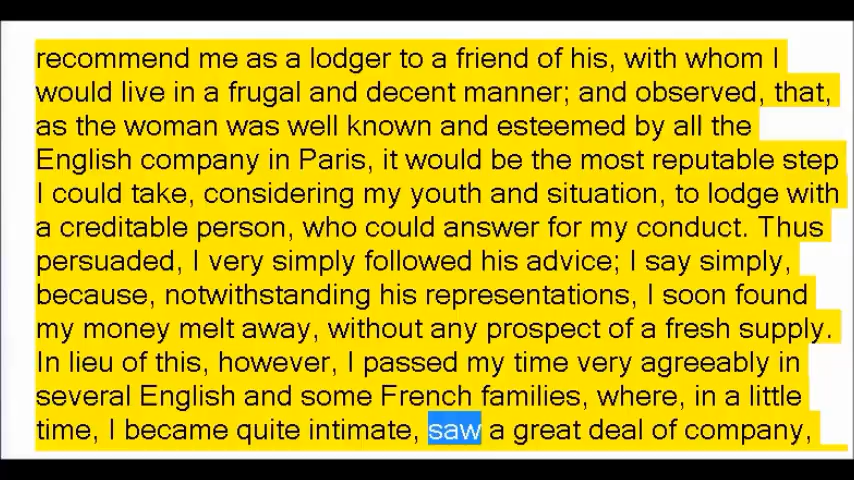 recommend me as a lodger to a friend of his, with whom I
would live in a frugal and decent manner; and observed, that,
as the woman was well known and esteemed by all the
English company in Paris, it would be the most reputable step
I could take, considering my youth and situation, to lodge with
a creditable person, who could answer for my conduct. Thus
persuaded, I very simply followed his advice; I say simply,
because, notwithstanding his representations, I soon found
my money melt away, without any prospect of a fresh supply.
In lieu of this, however, I passed my time very agreeably in
several English and some French families, where, in a little
time, I became quite intimate, saw a great deal of company,